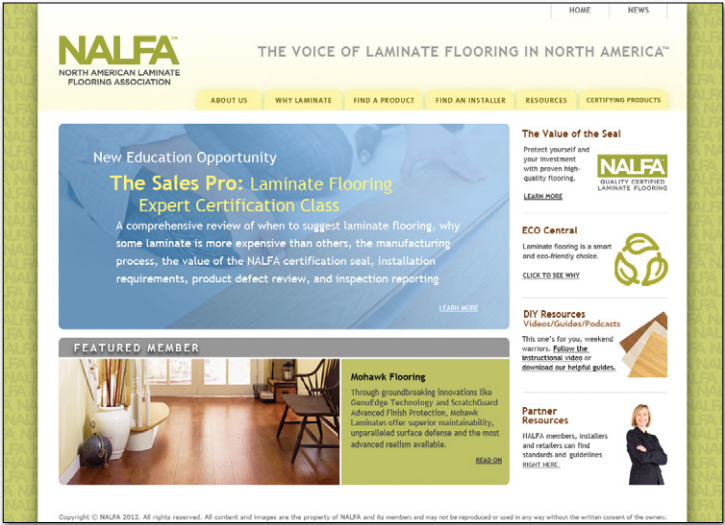 HOME NEWS
NALFA™
NORTH AMERICAN LAMINATE
FLOORING ASSOCIATION
THE VOICE OF LAMINATE FLOORING IN NORTH AMERICA™
ABOUT US WHY LAMINATE FIND A PRODUCT FIND AN INSTALLER RESOURCES CERTIFYING PRODUCTS
New Education Opportunity
The Sales Pro: Laminate Flooring
Expert Certification Class
A comprehensive review of when to suggest laminate flooring, why
some laminate is more expensive than others, the manufacturing
process, the value of the NALFA certification seal, installation
requirements, product defect review, and inspection reporting
LEARN MORE
The Value of the Seal
Protect yourself and
your investment
with proven high-
quality flooring.
LEARN MORE
NALFA
QUALITY CERTIFIED
LAMINATE FLOORING
ECO Central
Laminate flooring is a smart
and eco-friendly choice.
CLICK TO SEE WHY
DIY Resources
Videos/Guides/Podcasts
This one's for you, weekend
warriors. Follow the
instructional video or
download our helpful guides.
Partner
Resources
NALFA members, installers
and retailers can find
standards and guidelines
RIGHT HERE.
FEATURED MEMBER
Mohawk Flooring
Through groundbreaking innovations like
GenuEdge Technology and ScratchGuard
Advanced Finish Protection, Mohawk
Laminates offer superior maintainability,
unparalleled surface defense and the most
advanced realism available.
READ ON
Copyright © NALFA 2012. All rights reserved. All content and images are the property of NALFA and its members and may not be reproduced or used in any way without the written consent of the owners.